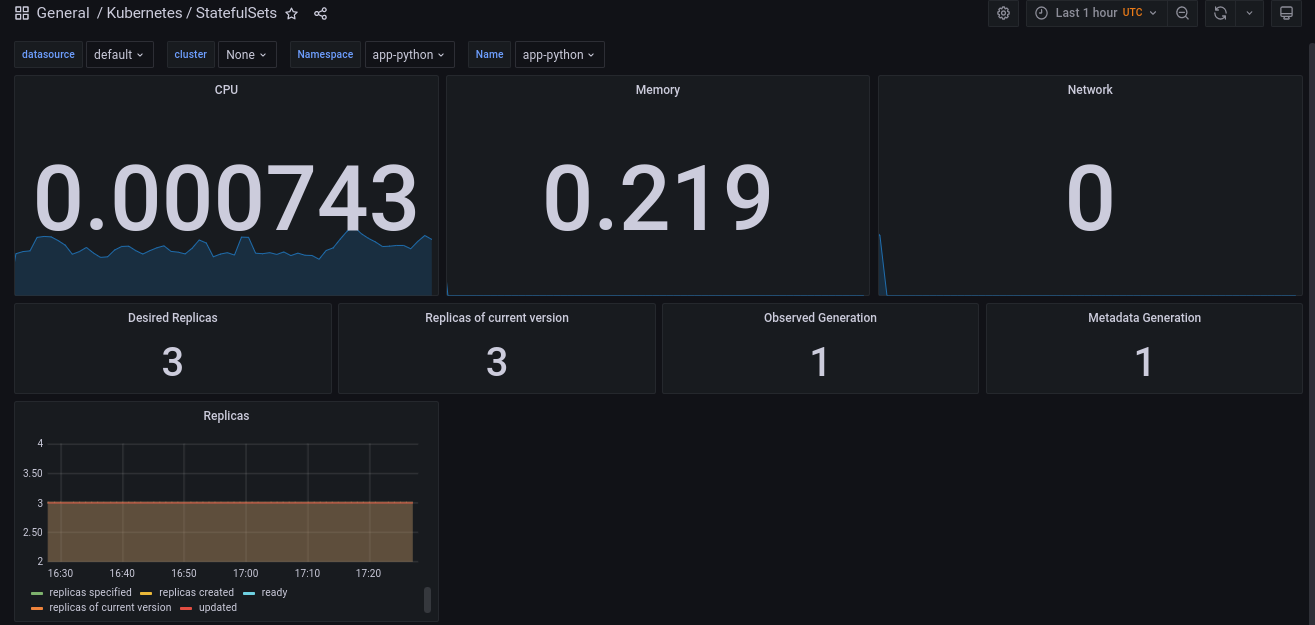 General / Kubernetes / StatefulSets
Last 1 hour UTC
datasource default cluster None Namespace app-python Name app-python
CPU
0.000743
Memory
0.219
Network
0
Desired Replicas
3
Replicas of current version
3
Observed Generation
1
Metadata Generation
1
Replicas
4
3.50
3
2.50
2
16:30 16:40 16:50 17:00 17:10 17:20
replicas specified replicas created ready
replicas of current version updated